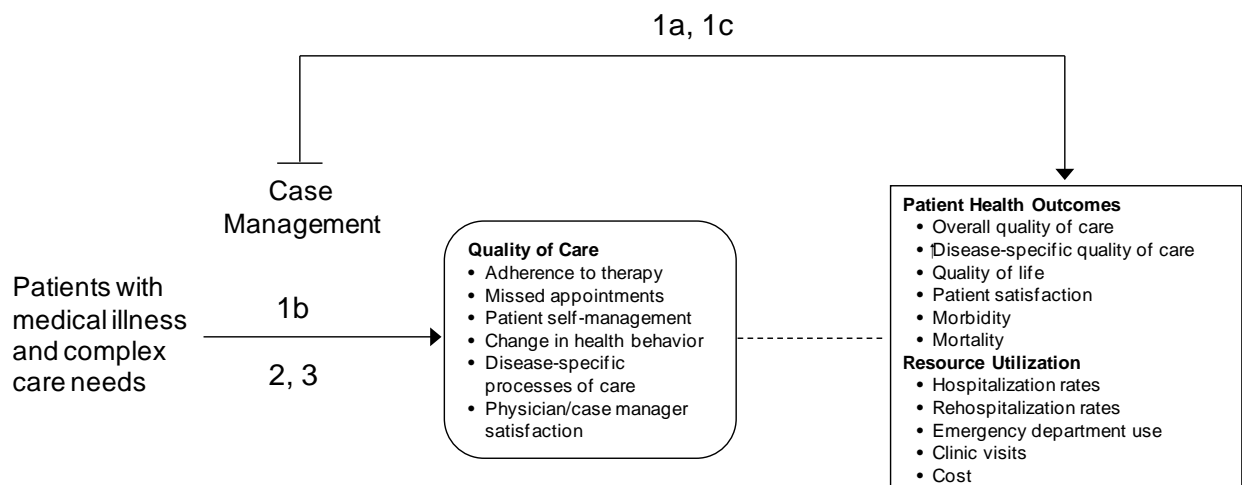 1a, 1c
Case
Management
Patients with
medical illness
and complex
care needs
1b
2, 3
Quality of Care
• Adherence to therapy
• Missed appointments
• Patient self-management
• Change in health behavior
• Disease-specific
processes of care
• Physician/case manager
satisfaction
Patient Health Outcomes
• Overall quality of care
• Disease-specific quality of care
• Quality of life
• Patient satisfaction
• Morbidity
• Mortality
Resource Utilization
• Hospitalization rates
• Rehospitalization rates
• Emergency department use
• Clinic visits
• Cost